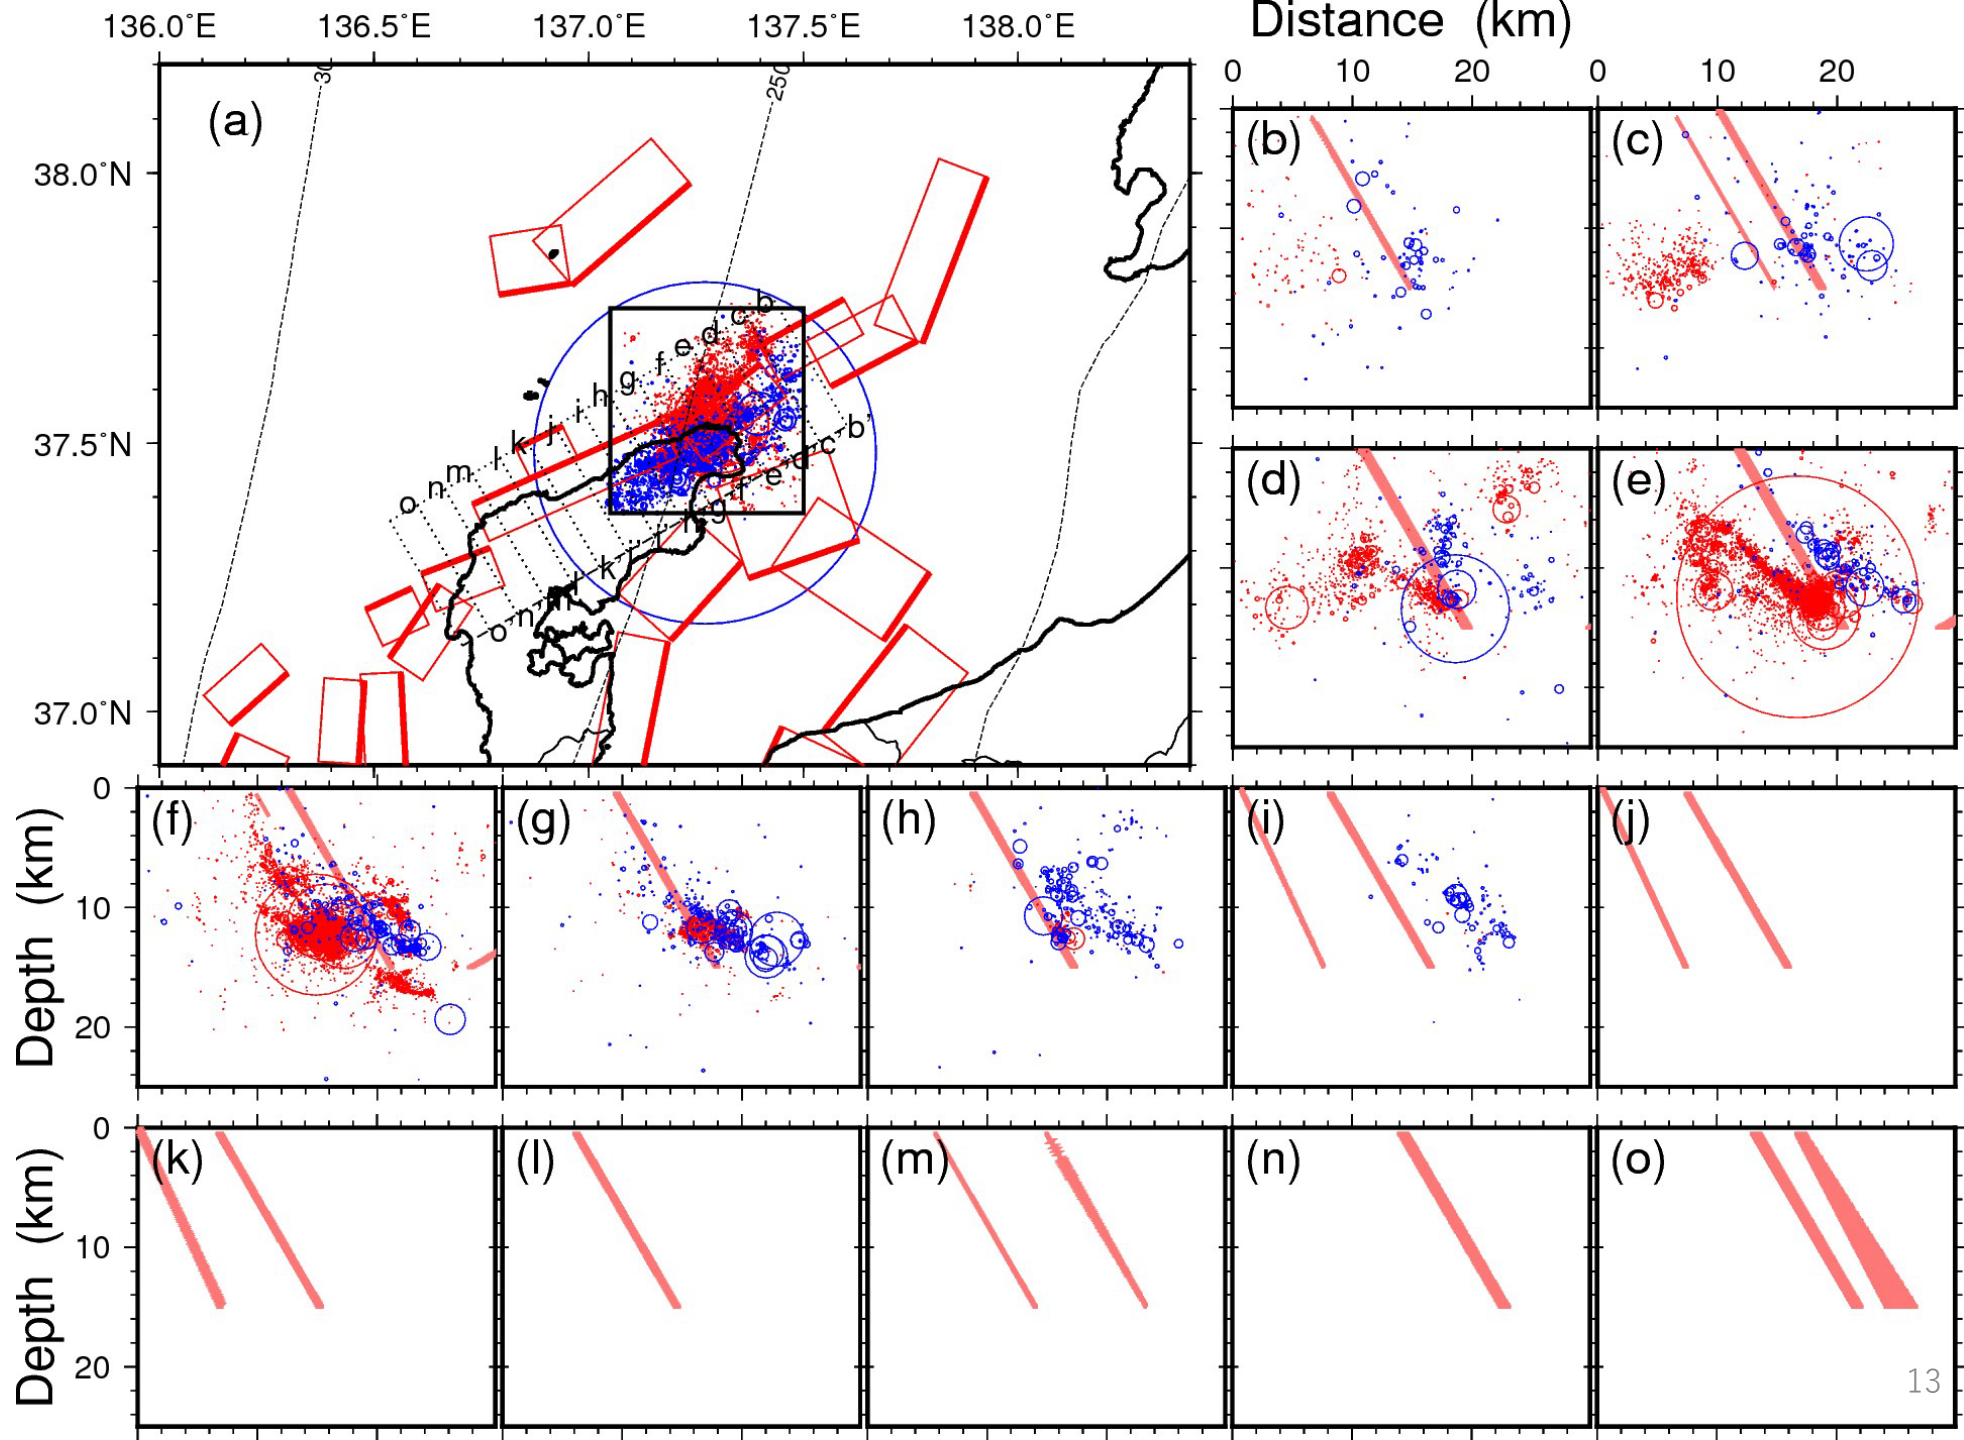 136.0°E 136.5°E 137.0°E 137.5°E 138.0°E
Distance (km)
0 10 20 0 10 20
30
250
(a)
(b) (c)
38.0°N
37.5°N
37.0°N
b
c
d
e
f
g
h
i
j
k
l
m
n
o
b'
c'
d'
e'
f'
g'
h'
i'
k'
n'
o'
(d) (e)
Depth (km)
0
10
20
(f) (g) (h) (i) (j)
Depth (km)
0
10
20
(k) (l) (m) (n) (o)
13